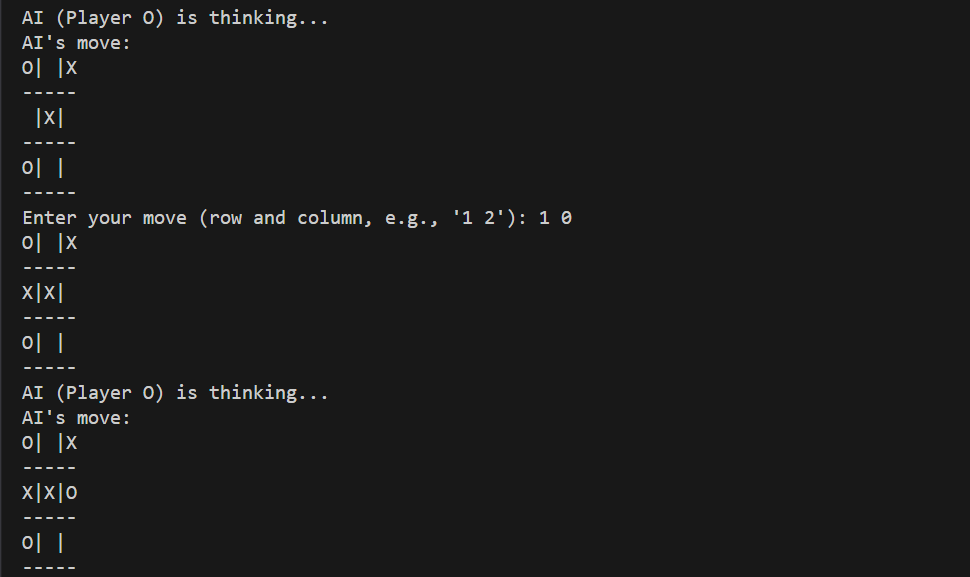 AI (Player O) is thinking...
AI's move:
O| |X
-----
 |X|
-----
O| |
-----
Enter your move (row and column, e.g., '1 2'): 1 0
O| |X
-----
X|X|
-----
O| |
-----
AI (Player O) is thinking...
AI's move:
O| |X
-----
X|X|O
-----
O| |
-----